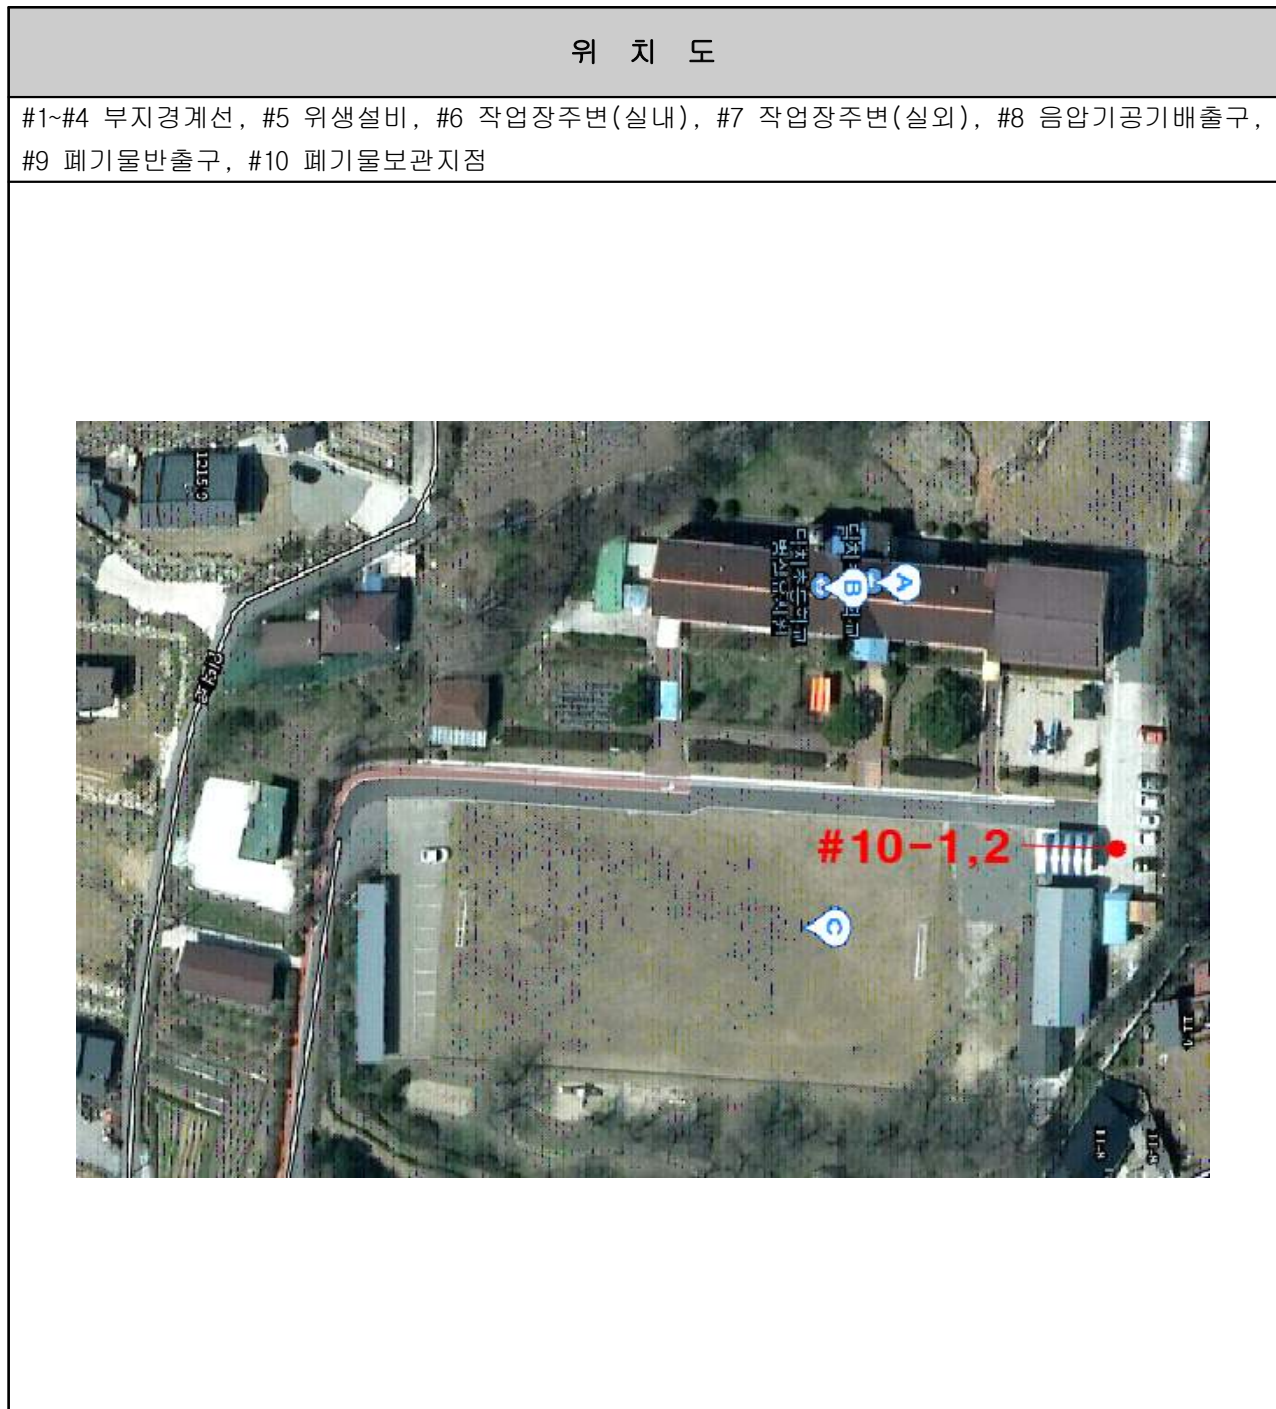 위 치 도
#1~#4 부지경계선, #5 위생설비, #6 작업장주변(실내), #7 작업장주변(실외), #8 음압기공기배출구,
#9 폐기물반출구, #10 폐기물보관지점
A
B
#10-1,2
C